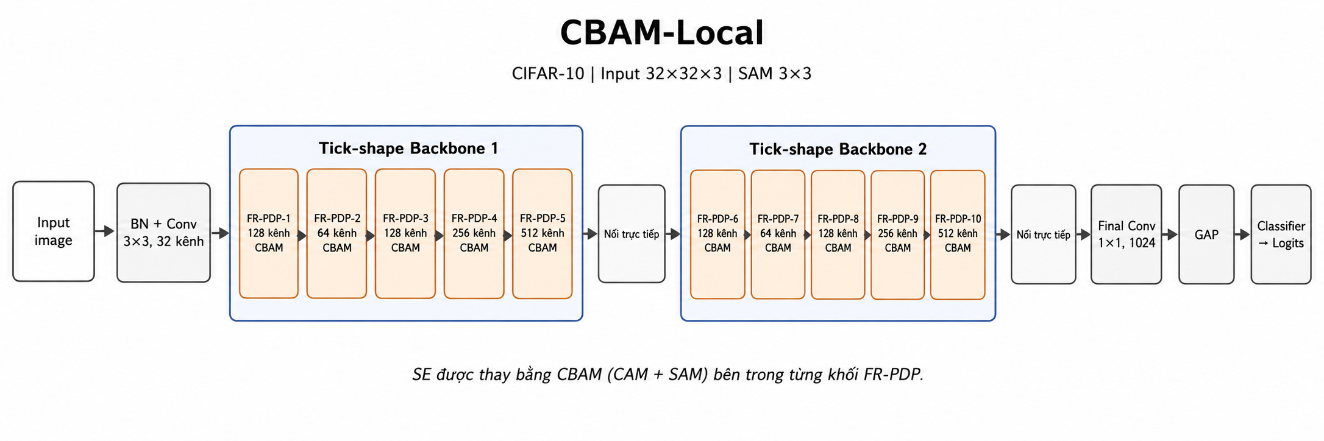 CBAM-Local
CIFAR-10 | Input 32×32×3 | SAM 3×3
Input
image
BN + Conv
3×3, 32 kênh
Tick-shape Backbone 1
FR-PDP-1
128 kênh
CBAM
FR-PDP-2
64 kênh
CBAM
FR-PDP-3
128 kênh
CBAM
FR-PDP-4
256 kênh
CBAM
FR-PDP-5
512 kênh
CBAM
Nối trực tiếp
Tick-shape Backbone 2
FR-PDP-6
128 kênh
CBAM
FR-PDP-7
64 kênh
CBAM
FR-PDP-8
128 kênh
CBAM
FR-PDP-9
256 kênh
CBAM
FR-PDP-10
512 kênh
CBAM
Nối trực tiếp
Final Conv
1×1, 1024
GAP
Classifier
→ Logits
SE được thay bằng CBAM (CAM + SAM) bên trong từng khối FR-PDP.